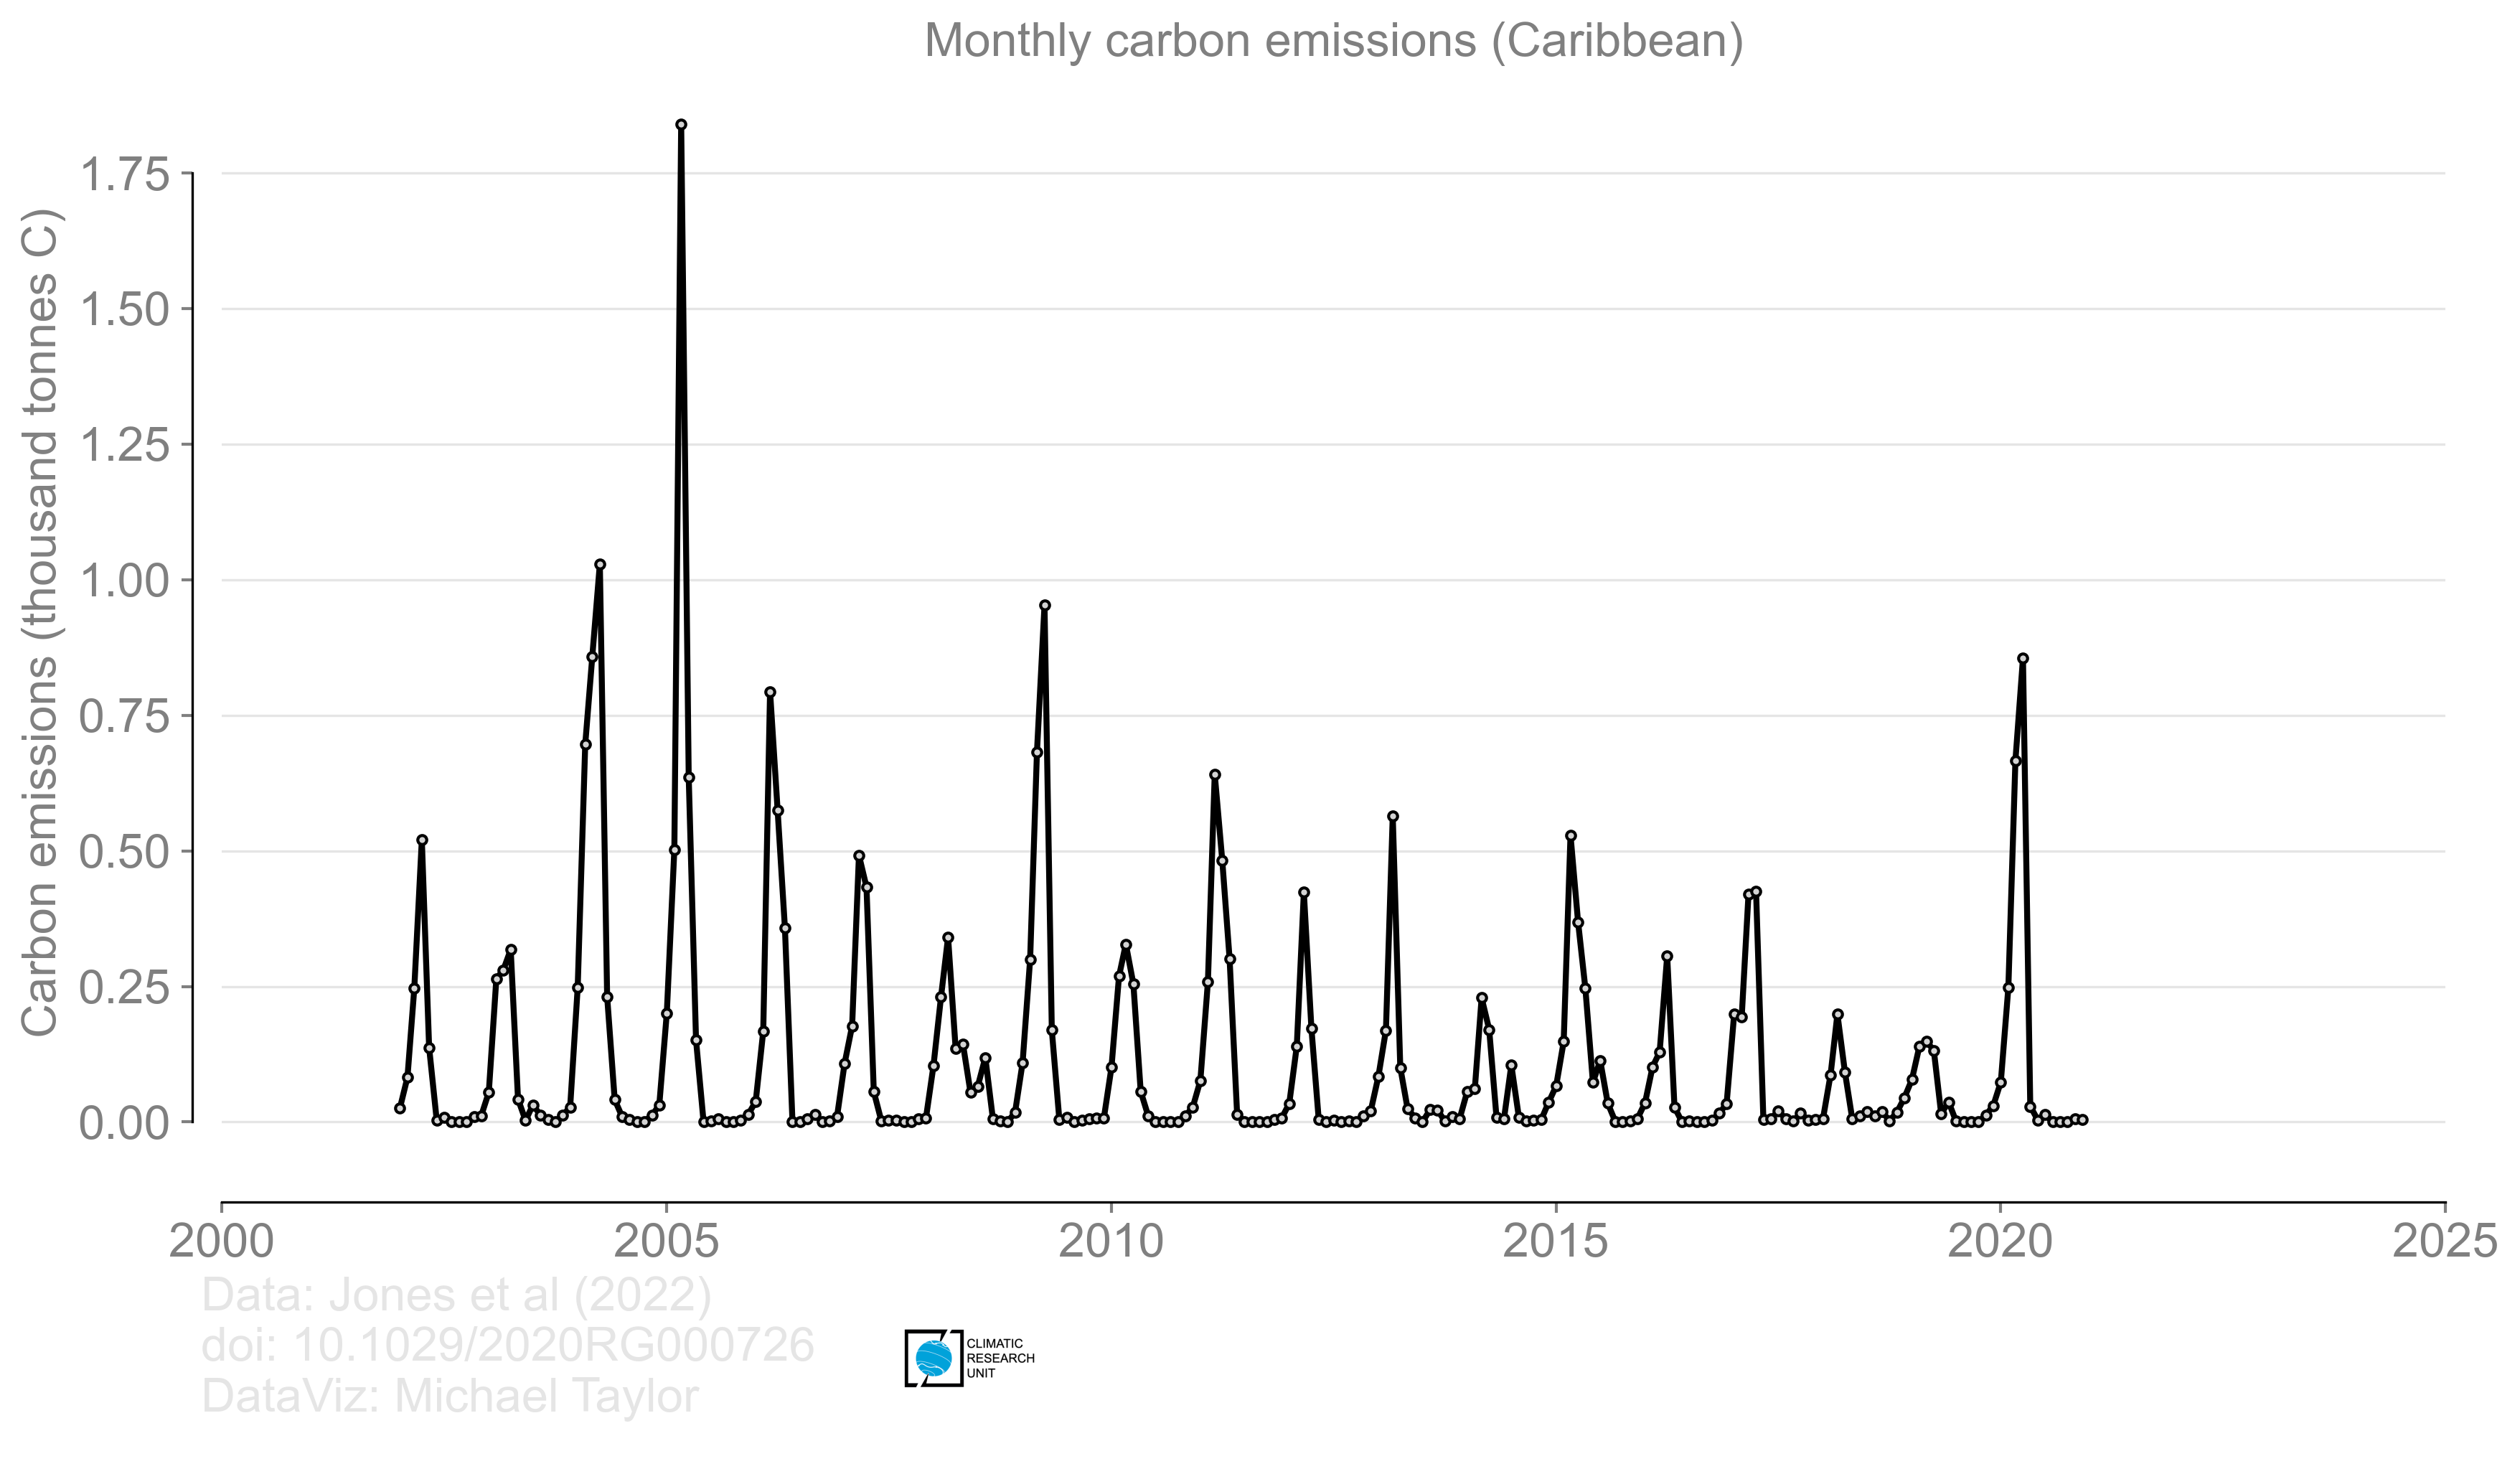 Monthly carbon emissions (Caribbean)
Carbon emissions (thousand tonnes C)
1.75
1.50
1.25
1.00
0.75
0.50
0.25
0.00
2000 2005 2010 2015 2020 2025
Data: Jones et al (2022)
doi: 10.1029/2020RG000726
DataViz: Michael Taylor
CLIMATIC
RESEARCH
UNIT